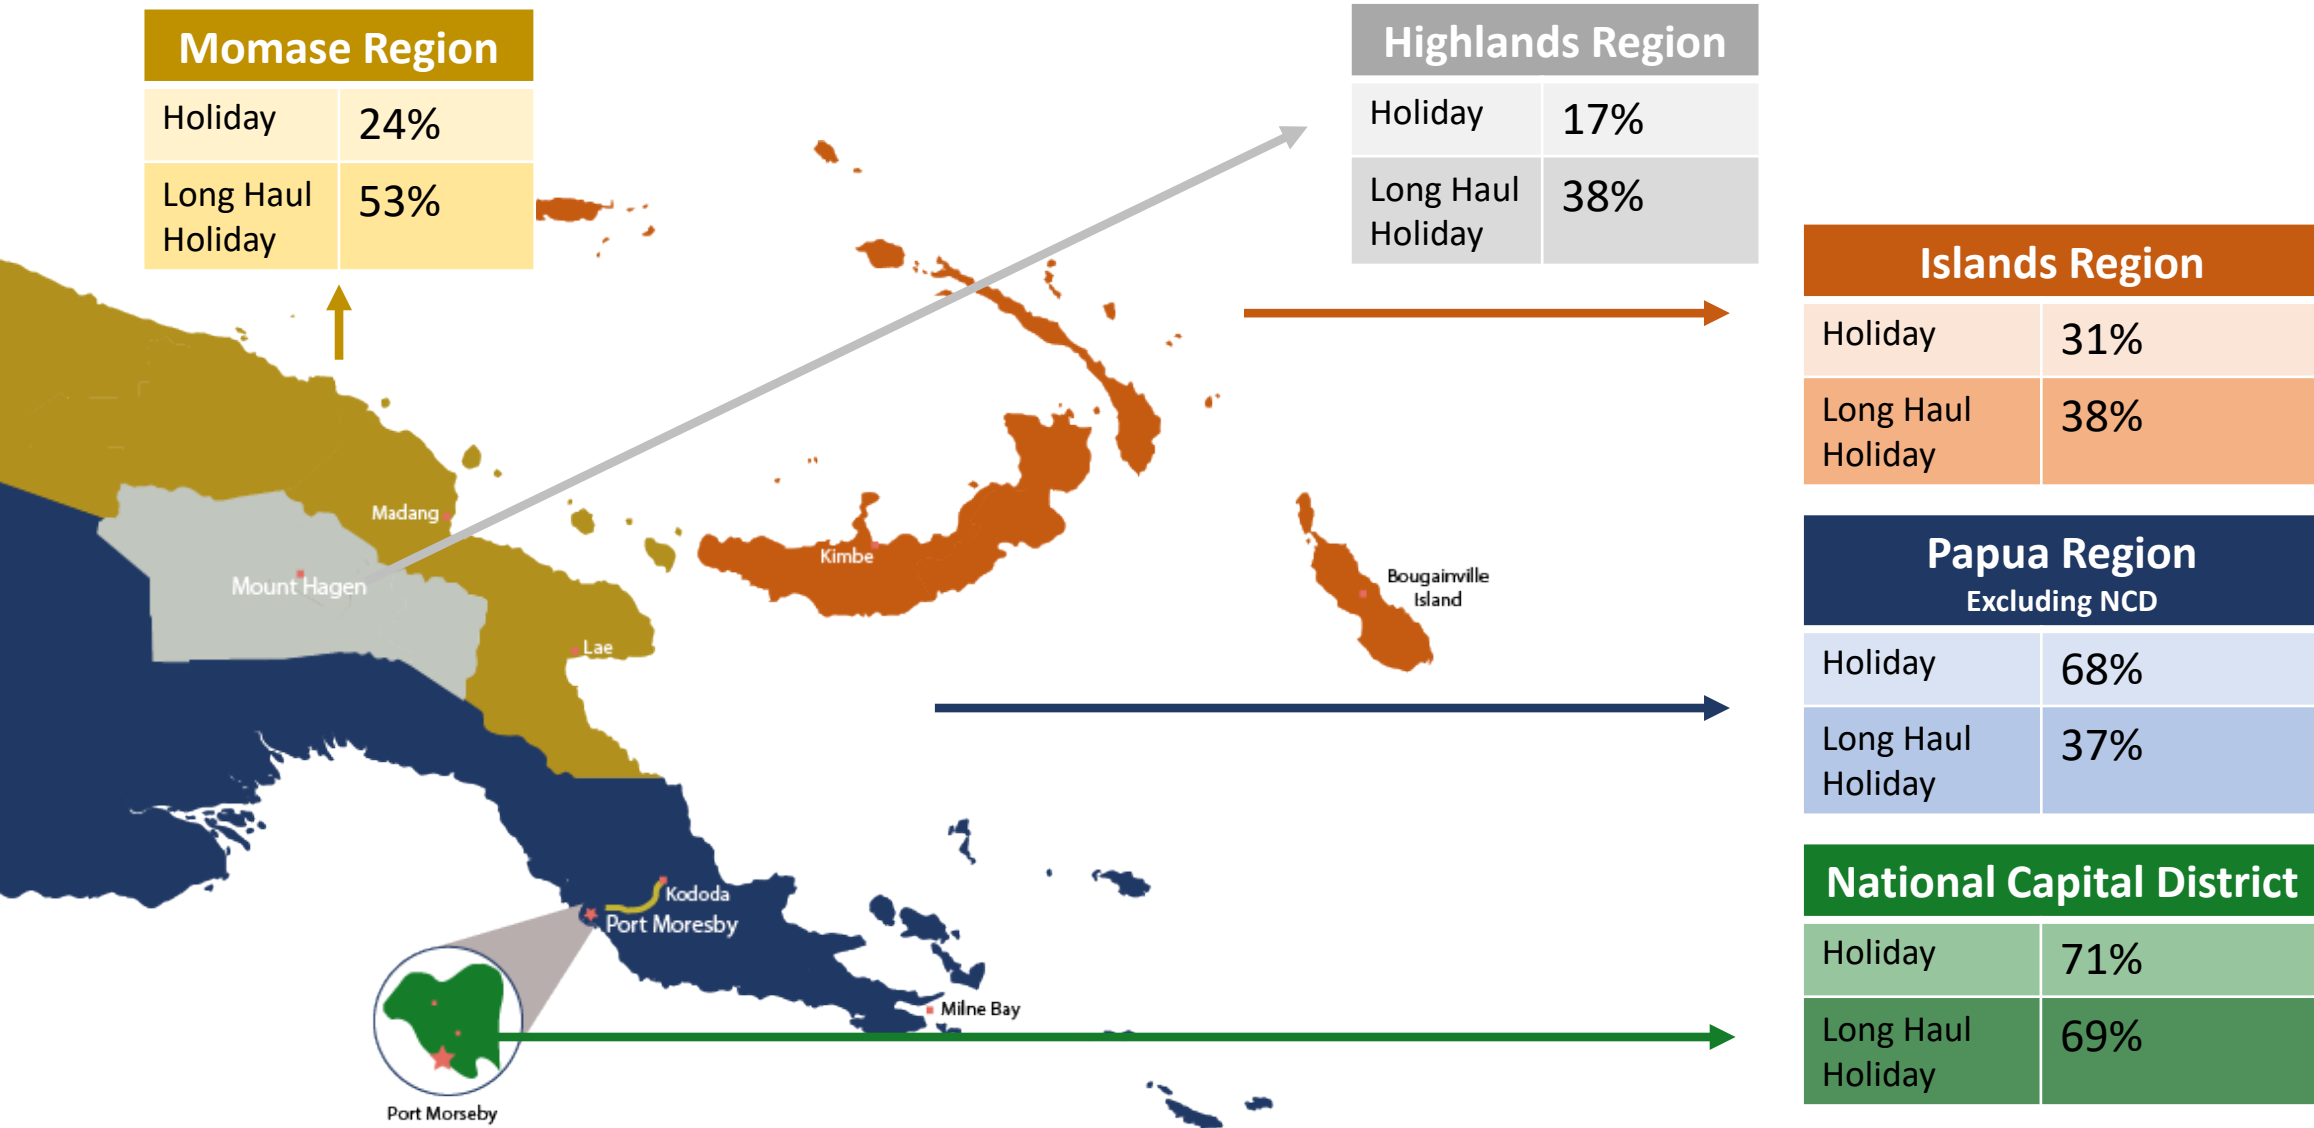 Momase Region
Holiday 24%
Long Haul 53%
Holiday
Highlands Region
Holiday 17%
Long Haul 38%
Holiday
Islands Region
Holiday 31%
Long Haul 38%
Holiday
Papua Region
Excluding NCD
Holiday 68%
Long Haul 37%
Holiday
National Capital District
Holiday 71%
Long Haul 69%
Holiday
Madang
Mount Hagen
Lae
Kimbe
Bougainville
Island
Kododa
Port Moresby
Milne Bay
Port Morseby